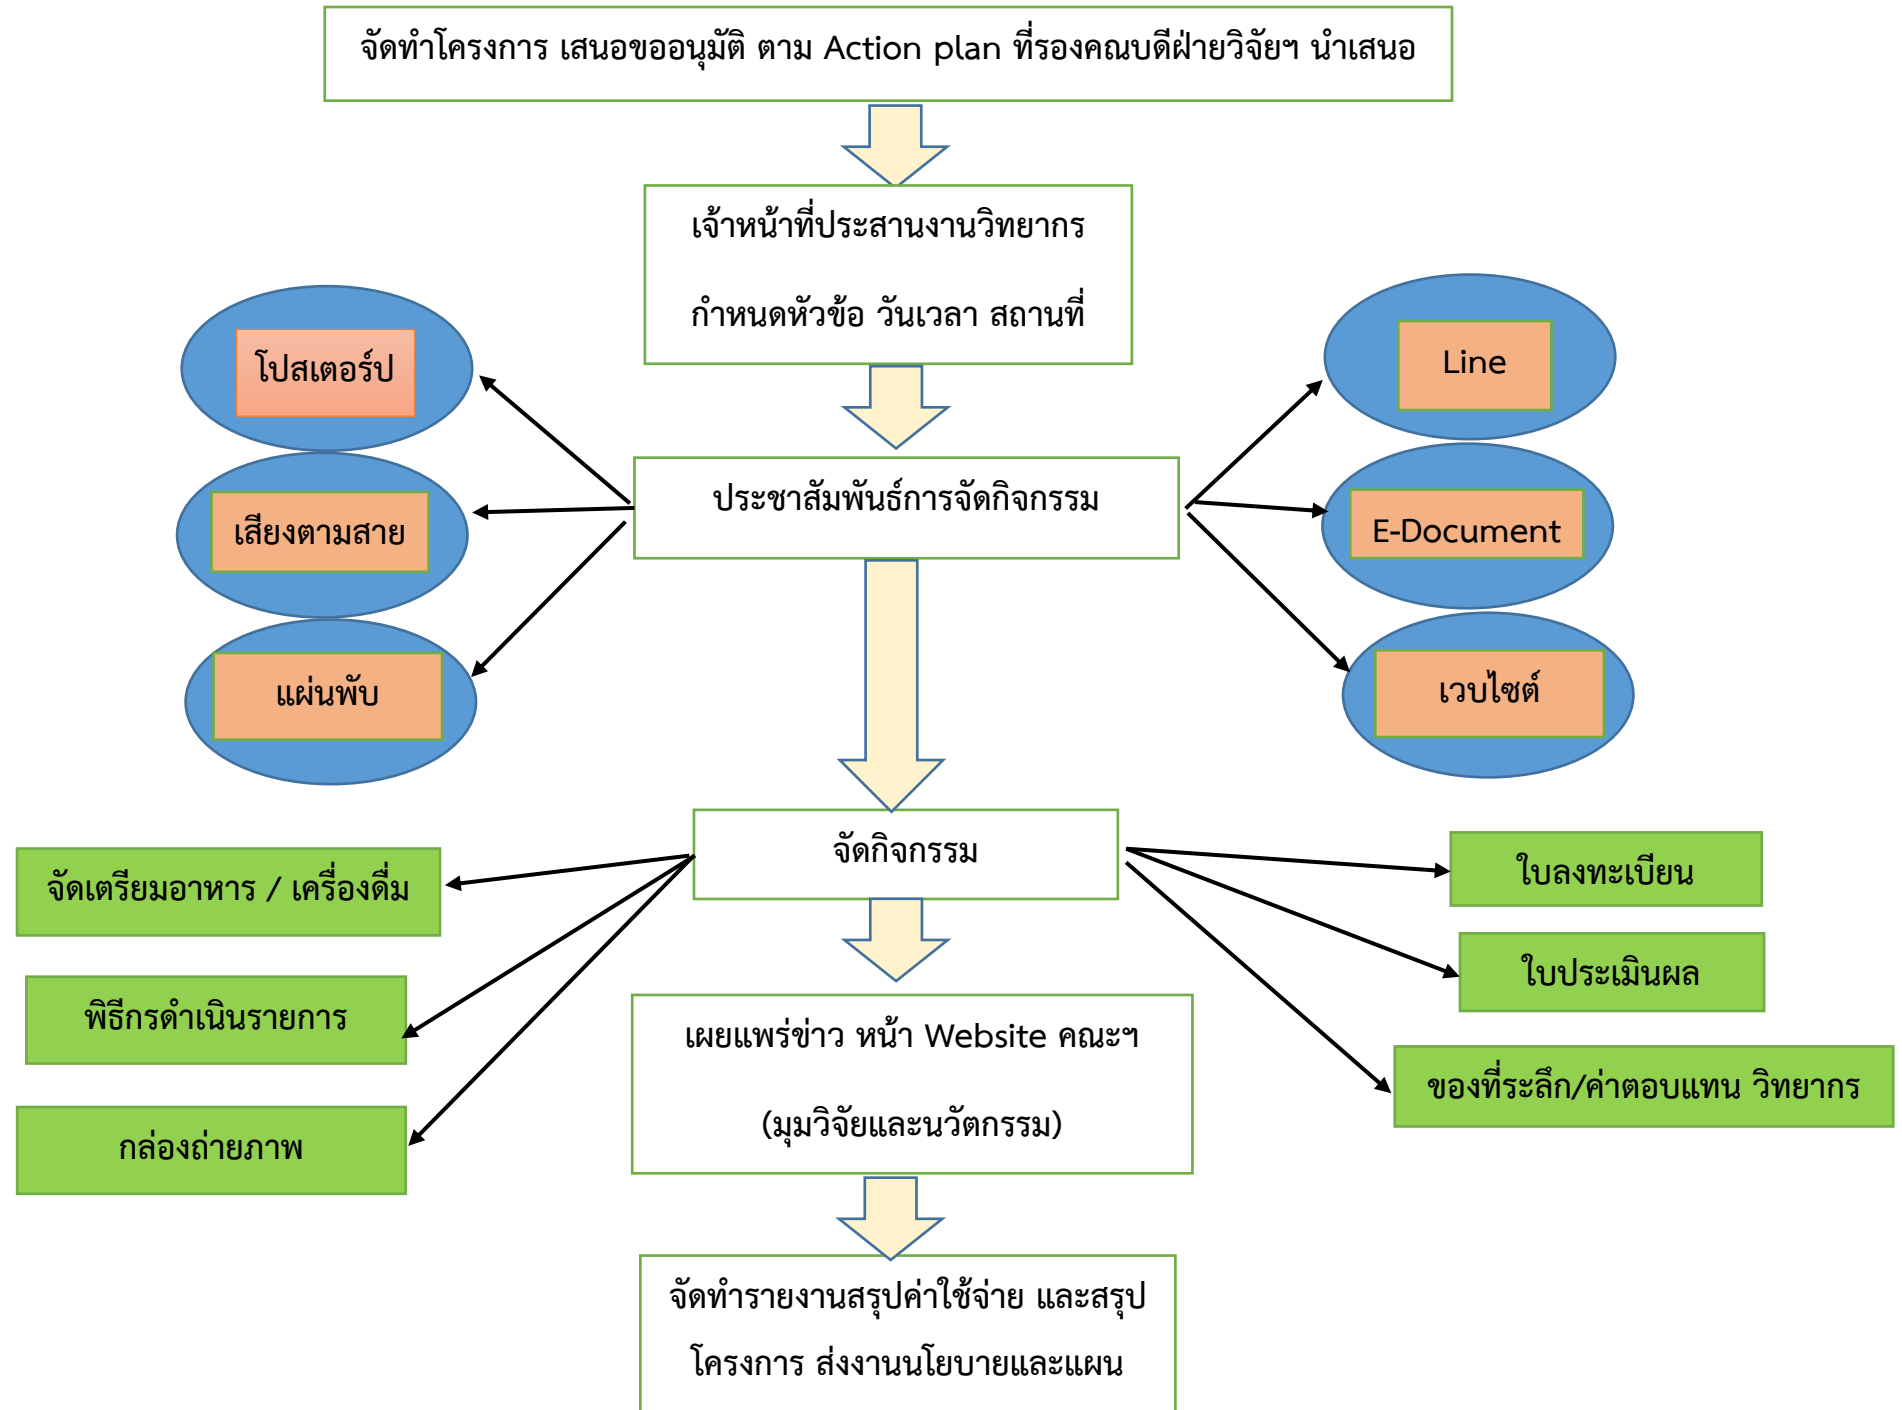 จัดทำโครงการ เสนอขออนุมัติ ตาม Action plan ที่รองคณบดีฝ่ายวิจัยฯ นำเสนอ
เจ้าหน้าที่ประสานงานวิทยากร
กำหนดหัวข้อ วันเวลา สถานที่
โปสเตอร์ป
เสียงตามสาย
แผ่นพับ
ประชาสัมพันธ์การจัดกิจกรรม
Line
E-Document
เวบไซต์
จัดกิจกรรม
จัดเตรียมอาหาร / เครื่องดื่ม
พิธีกรดำเนินรายการ
กล่องถ่ายภาพ
ใบลงทะเบียน
ใบประเมินผล
ของที่ระลึก/ค่าตอบแทน วิทยากร
เผยแพร่ข่าว หน้า Website คณะฯ
(มุมวิจัยและนวัตกรรม)
จัดทำรายงานสรุปค่าใช้จ่าย และสรุป
โครงการ ส่งงานนโยบายและแผน